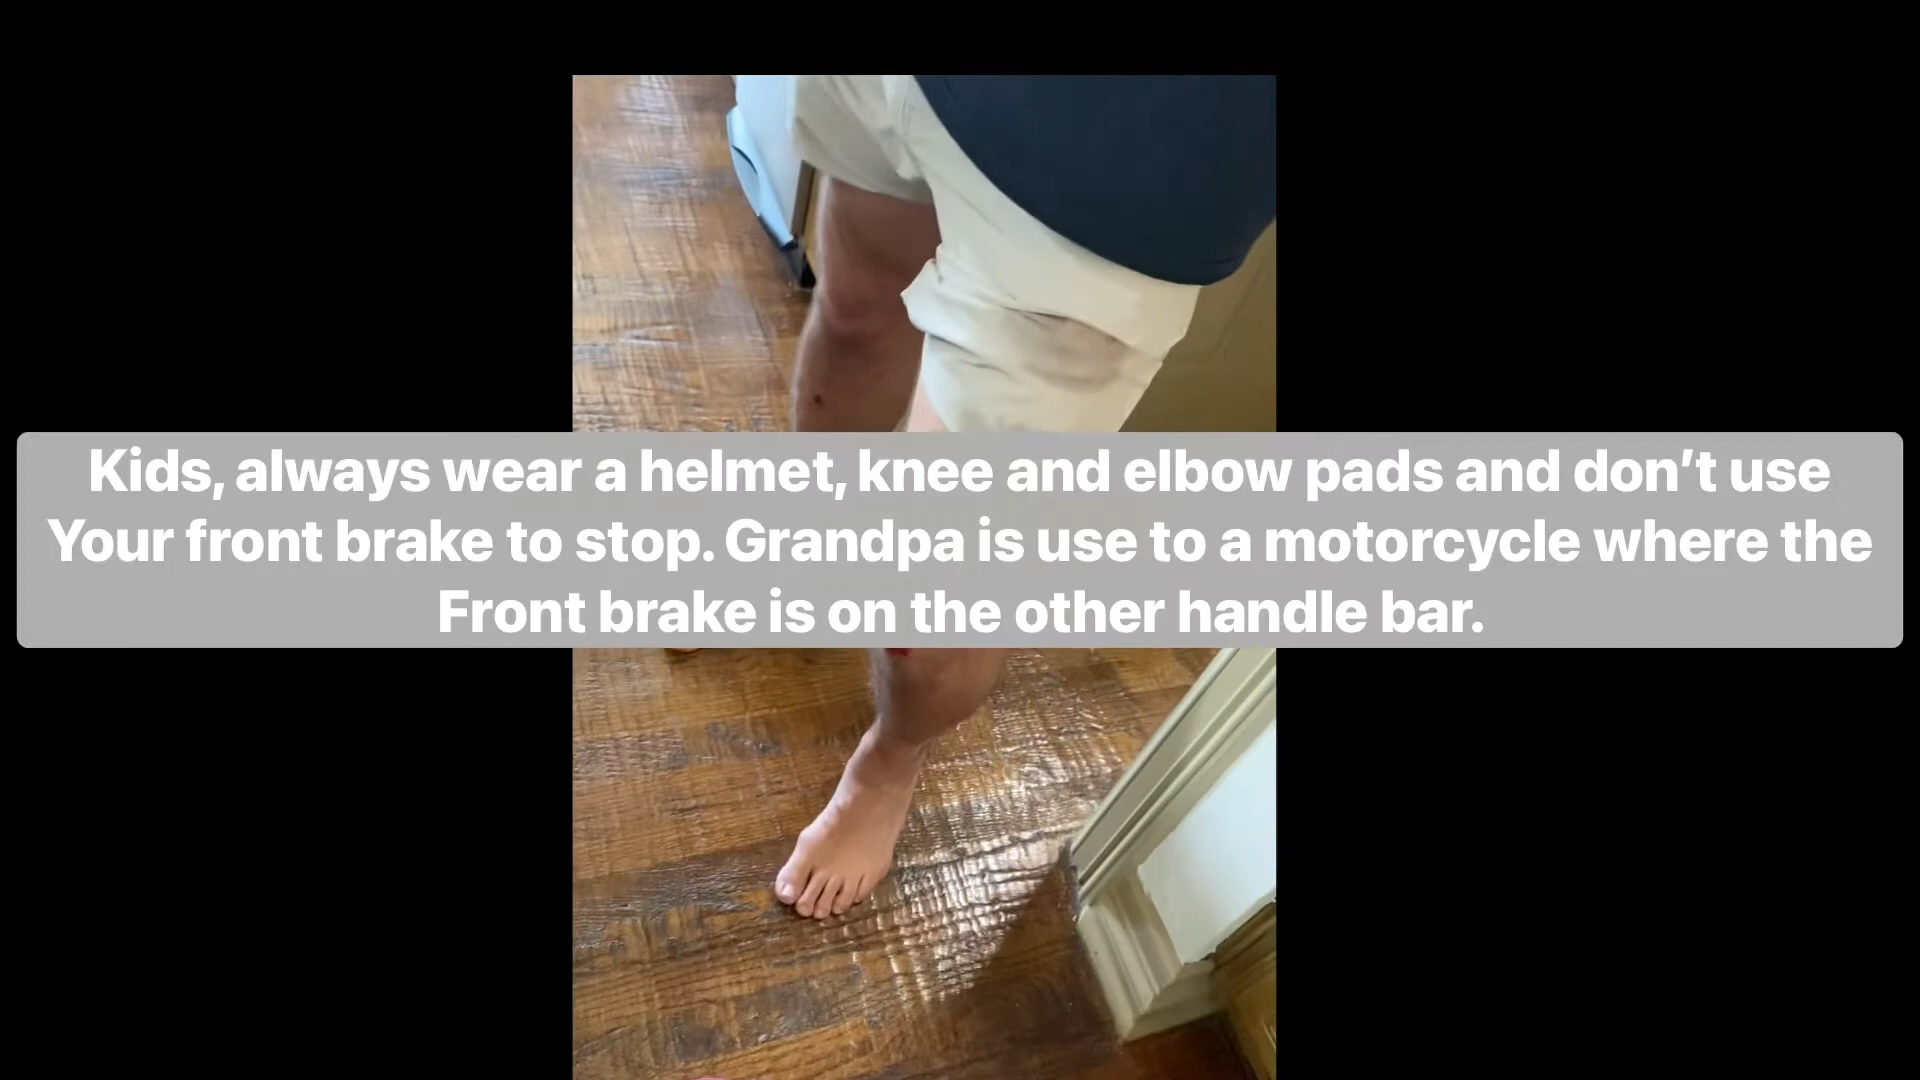 Kids, always wear a helmet, knee and elbow pads and don’t use
Your front brake to stop. Grandpa is use to a motorcycle where the
Front brake is on the other handle bar.